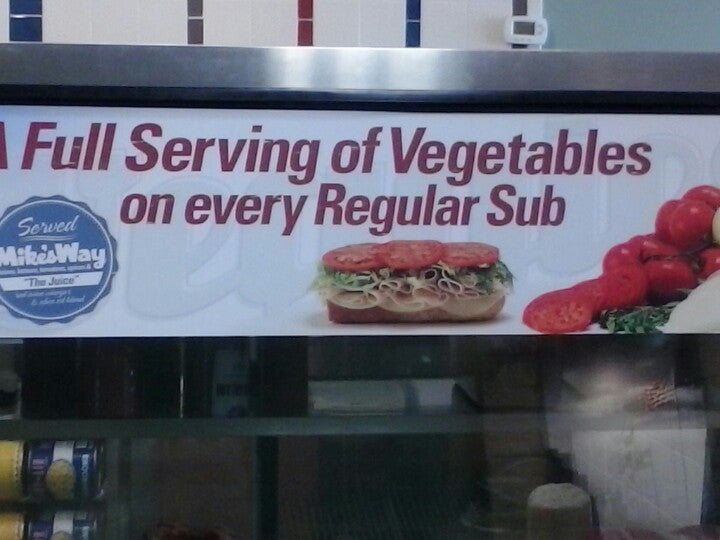 A Full Serving of Vegetables
on every Regular Sub
Served
Mike's Way
"The Juice"